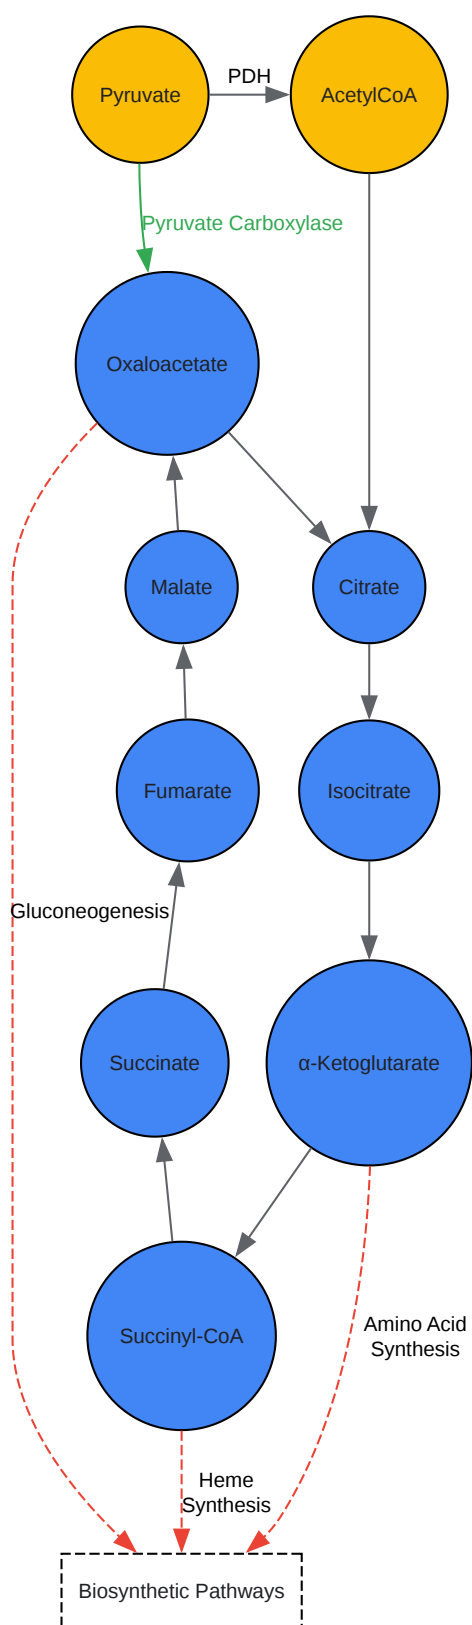 PDH
Pyruvate
AcetylCoA
Pyruvate Carboxylase
Oxaloacetate
Malate
Citrate
Fumarate
Isocitrate
Gluconeogenesis
Succinate
α-Ketoglutarate
Succinyl-CoA
Amino Acid
Synthesis
Heme
Synthesis
Biosynthetic Pathways